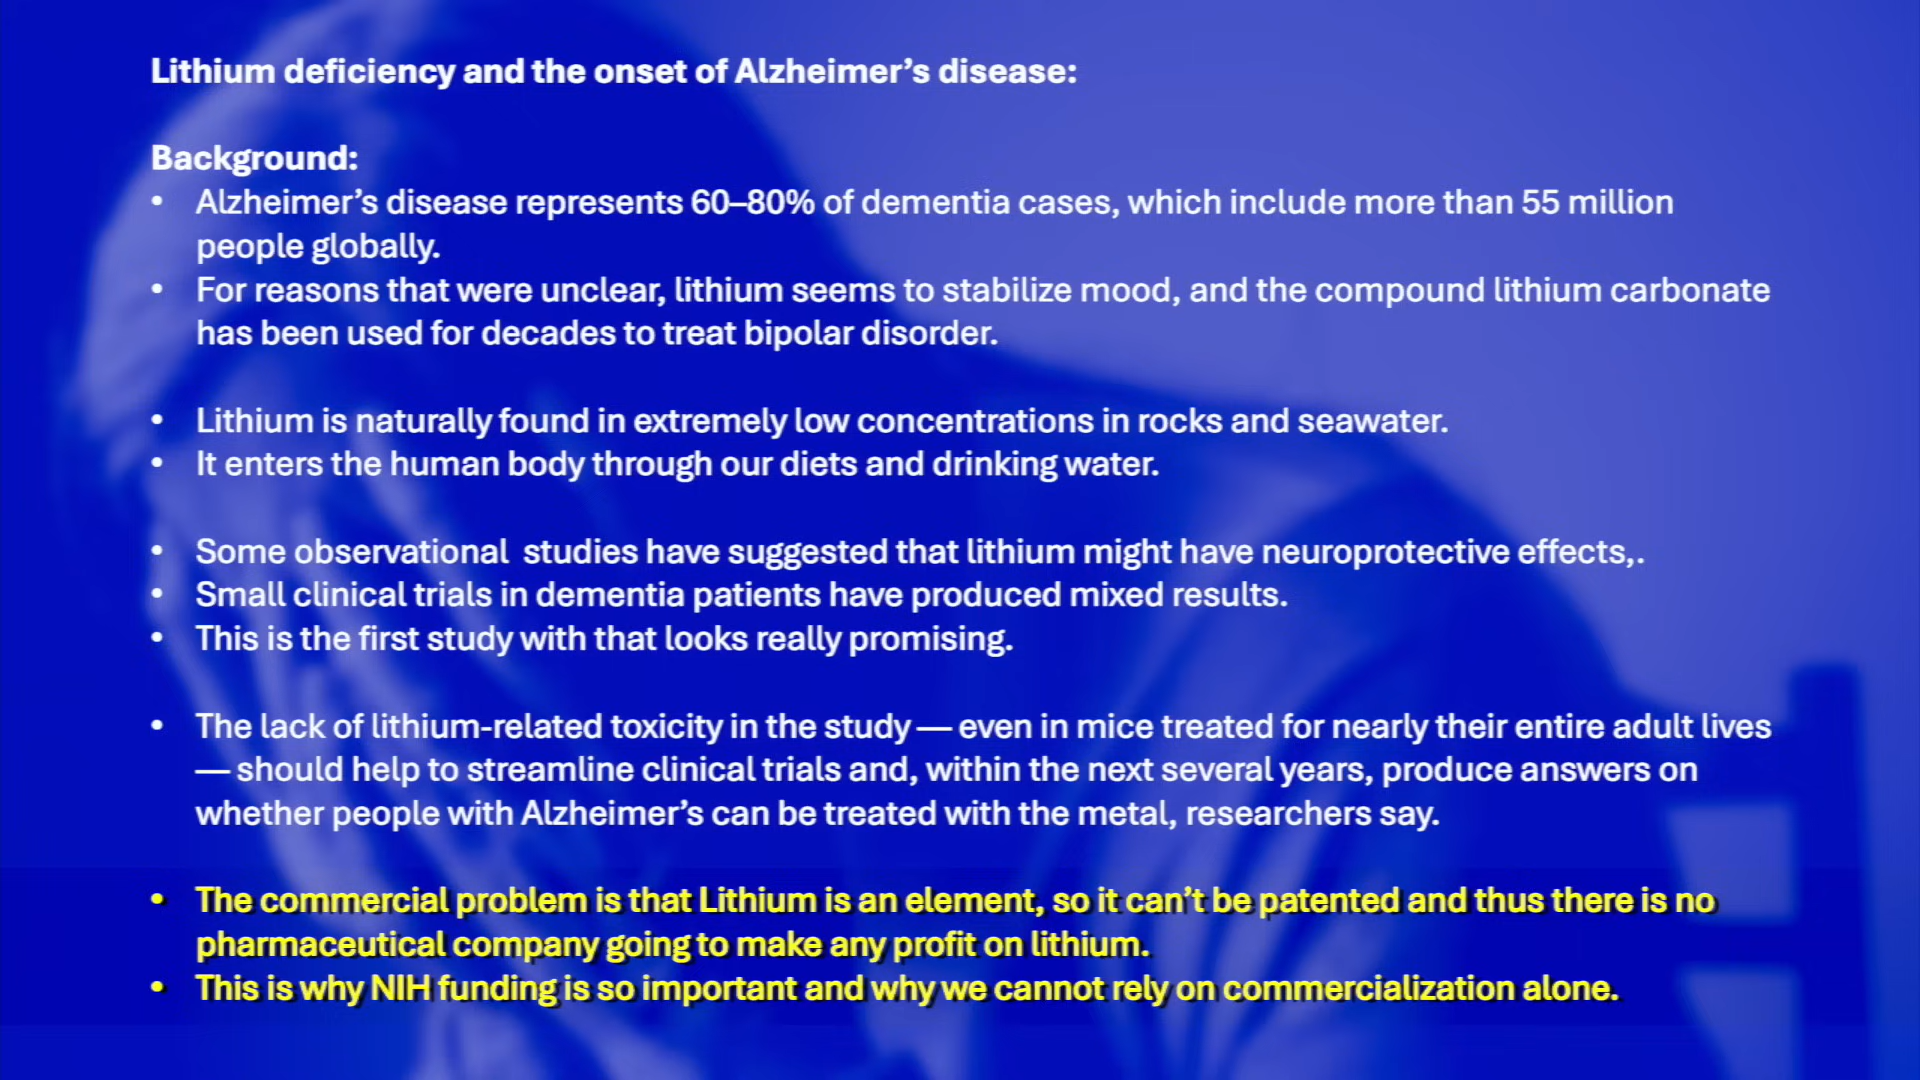 Lithium deficiency and the onset of Alzheimer’s disease:
Background:
• Alzheimer’s disease represents 60–80% of dementia cases, which include more than 55 million
people globally.
• For reasons that were unclear, lithium seems to stabilize mood, and the compound lithium carbonate
has been used for decades to treat bipolar disorder.
• Lithium is naturally found in extremely low concentrations in rocks and seawater.
• It enters the human body through our diets and drinking water.
• Some observational  studies have suggested that lithium might have neuroprotective effects,.
• Small clinical trials in dementia patients have produced mixed results.
• This is the first study with that looks really promising.
• The lack of lithium-related toxicity in the study — even in mice treated for nearly their entire adult lives
— should help to streamline clinical trials and, within the next several years, produce answers on
whether people with Alzheimer’s can be treated with the metal, researchers say.
• The commercial problem is that Lithium is an element, so it can’t be patented and thus there is no
pharmaceutical company going to make any profit on lithium.
• This is why NIH funding is so important and why we cannot rely on commercialization alone.